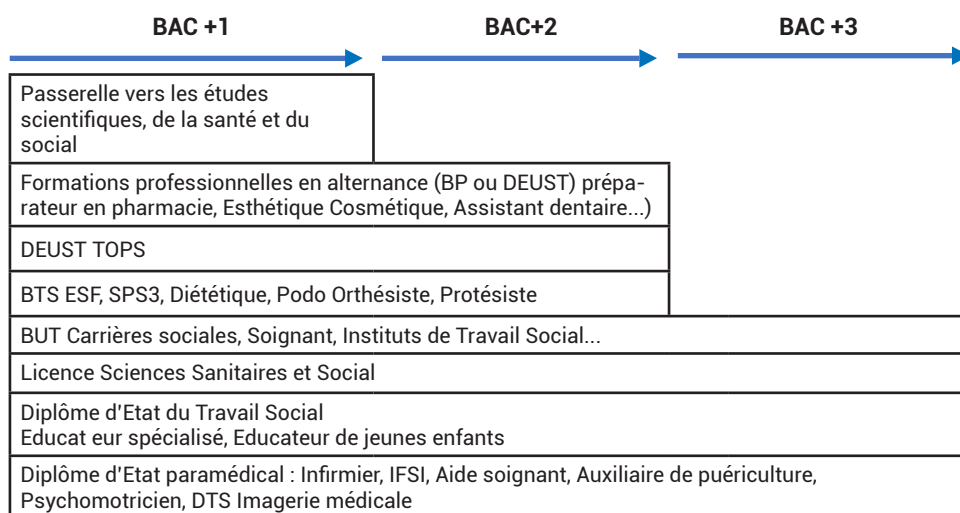 BAC +1 BAC+2 BAC +3
Passerelle vers les études
scientifiques, de la santé et du
social
Formations professionnelles en alternance (BP ou DEUST) prépa-
rateur en pharmacie, Esthétique Cosmétique, Assistant dentaire...)
DEUST TOPS
BTS ESF, SPS3, Diététique, Podo Orthésiste, Protésiste
BUT Carrières sociales, Soignant, Instituts de Travail Social...
Licence Sciences Sanitaires et Social
Diplôme d'Etat du Travail Social
Educat eur spécialisé, Educateur de jeunes enfants
Diplôme d'Etat paramédical : Infirmier, IFSI, Aide soignant, Auxiliaire de puériculture,
Psychomotricien, DTS Imagerie médicale